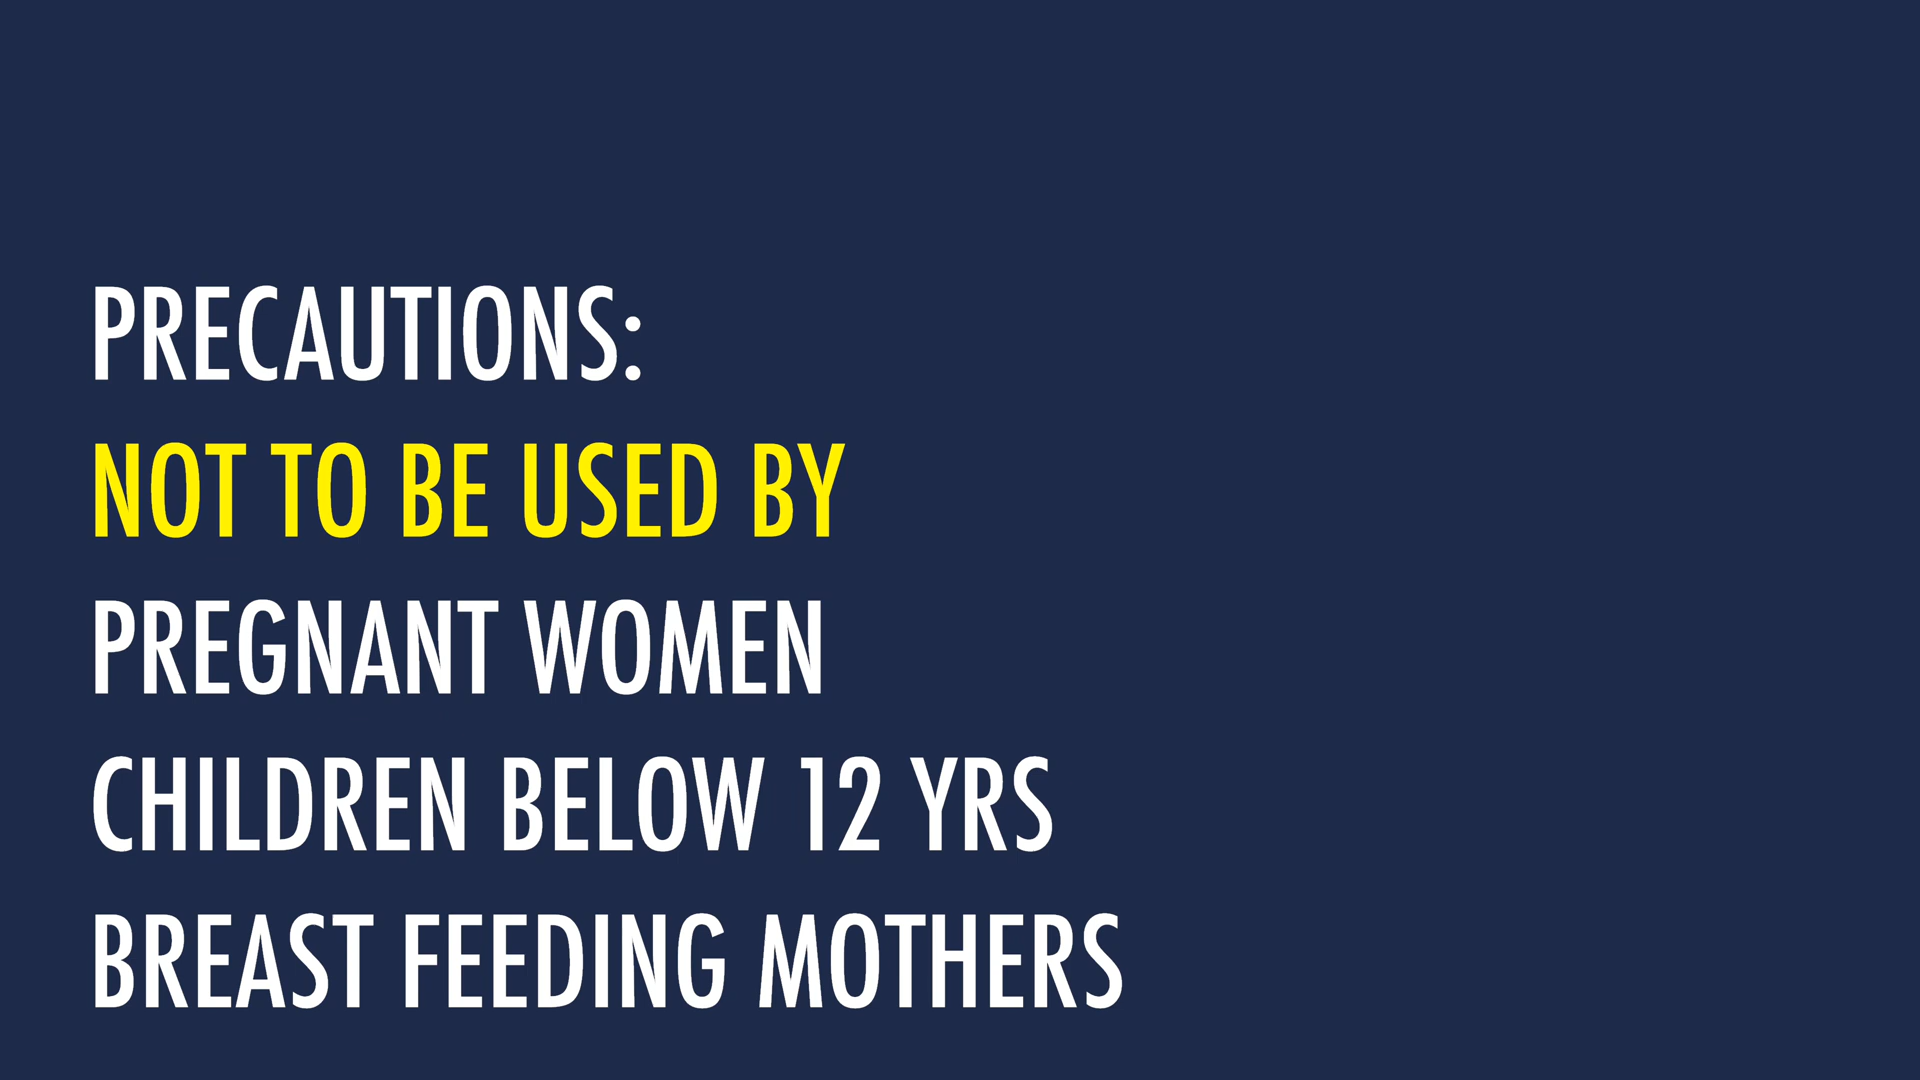 PRECAUTIONS:
NOT TO BE USED BY
PREGNANT WOMEN
CHILDREN BELOW 12 YRS
BREAST FEEDING MOTHERS